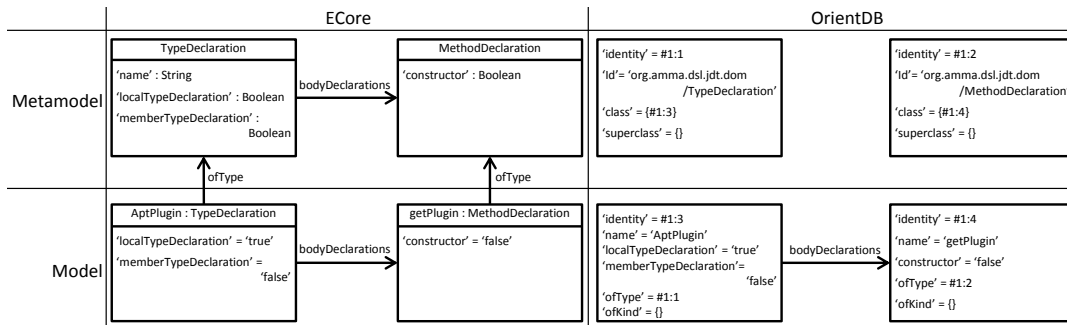 ECore
OrientDB
Metamodel
TypeDeclaration
‘name’ : String
‘localTypeDeclaration’ : Boolean
‘memberTypeDeclaration’ :
Boolean
bodyDeclarations
MethodDeclaration
‘constructor’ : Boolean
‘identity’ = #1:1
‘Id’= ‘org.amma.dsl.jdt.dom
/TypeDeclaration’
‘class’ = {#1:3}
‘superclass’ = {}
‘identity’ = #1:2
‘Id’= ‘org.amma.dsl.jdt.dom
/MethodDeclaration’
‘class’ = {#1:4}
‘superclass’ = {}
ofType
ofType
Model
AptPlugin : TypeDeclaration
‘localTypeDeclaration’ = ‘true’
‘memberTypeDeclaration’ =
‘false’
bodyDeclarations
getPlugin : MethodDeclaration
‘constructor’ = ‘false’
‘identity’ = #1:3
‘name’ = ‘AptPlugin’
‘localTypeDeclaration’ = ‘true’
‘memberTypeDeclaration’=
‘false’
‘ofType’ = #1:1
‘ofKind’ = {}
bodyDeclarations
‘identity’ = #1:4
‘name’ = ‘getPlugin’
‘constructor’ = ‘false’
‘ofType’ = #1:2
‘ofKind’ = {}